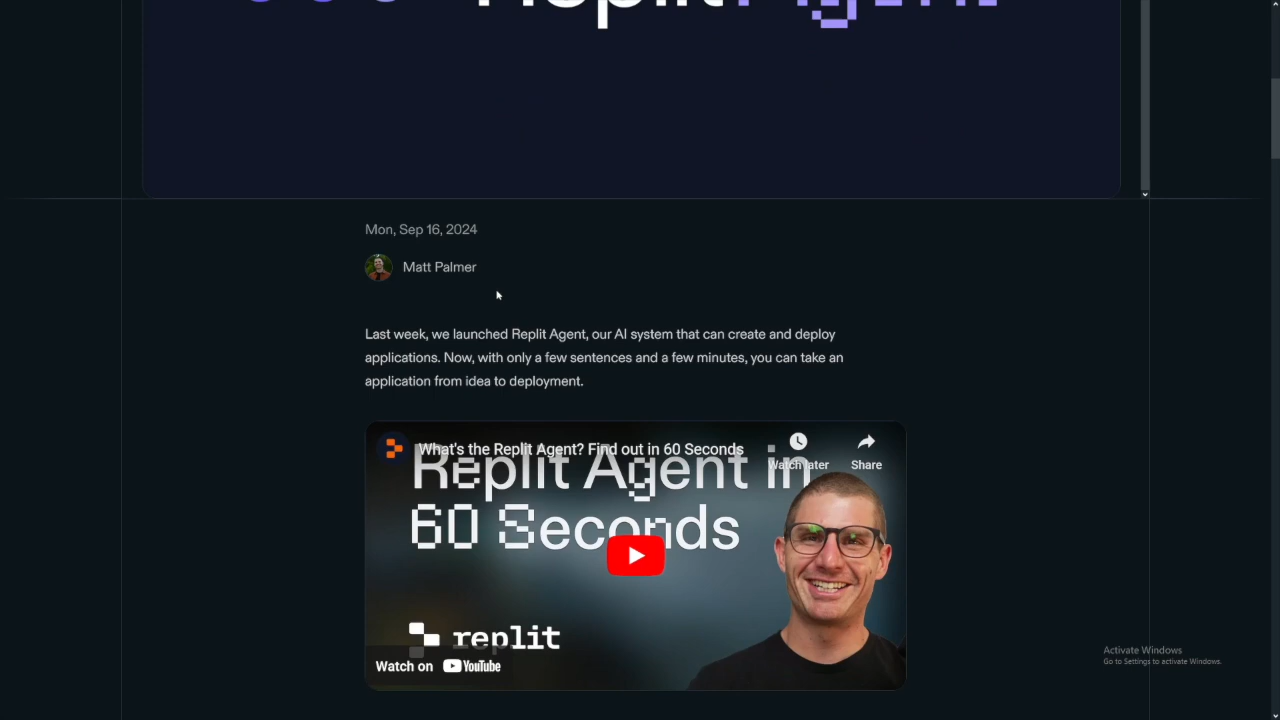 Replit Agent
Mon, Sep 16, 2024
Matt Palmer
Last week, we launched Replit Agent, our AI system that can create and deploy
applications. Now, with only a few sentences and a few minutes, you can take an
application from idea to deployment.
What's the Replit Agent? Find out in 60 Seconds
Watch later
Share
Replit Agent in
60 Seconds
replit
Watch on YouTube
Activate Windows
Go to Settings to activate Windows.